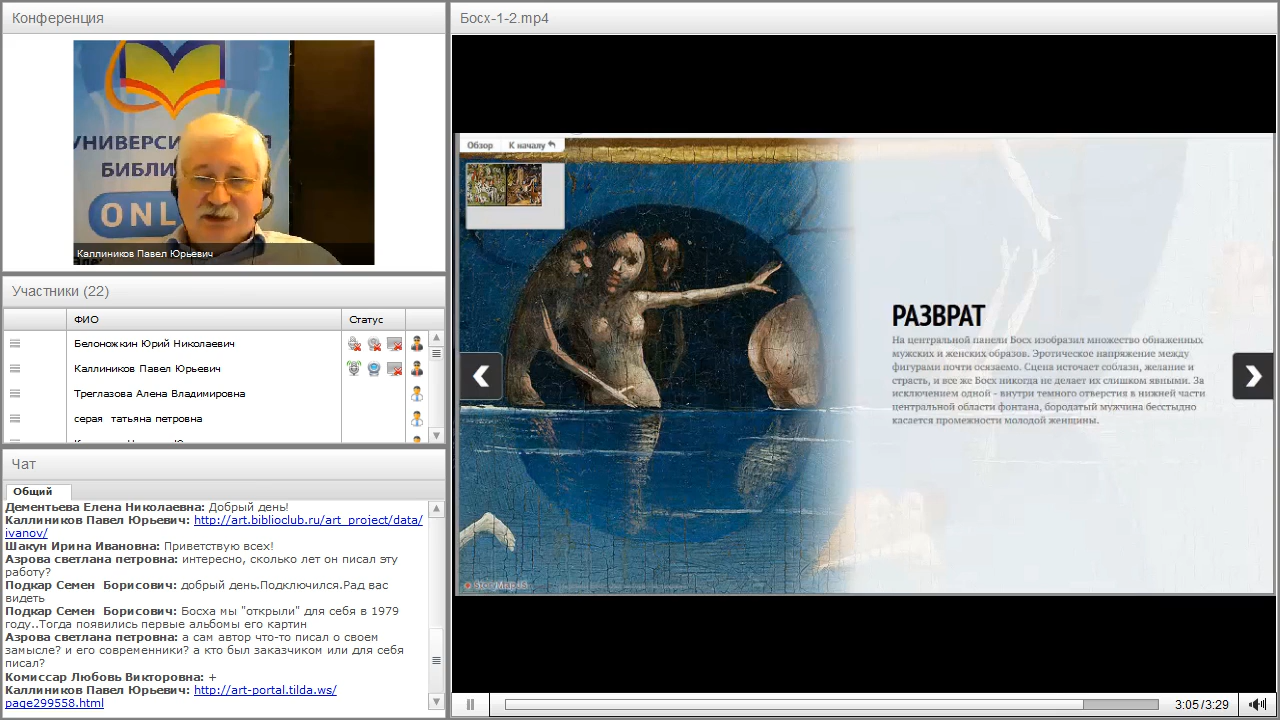 Конференция
УНИВЕРСИ
БИБЛИ
ONL
Каллиников Павел Юрьевич
Участники (22)
ФИО
Статус
Белоножкин Юрий Николаевич
Каллиников Павел Юрьевич
Треглазова Алена Владимировна
серая татьяна петровна
Чат
Общий
Дементьева Елена Николаевна: Добрый день!
Каллиников Павел Юрьевич: http://art.biblioclub.ru/art_project/data/
ivanov/
Шакун Ирина Ивановна: Приветствую всех!
Азрова светлана петровна: интересно, сколько лет он писал эту
работу?
Подкар Семен Борисович: добрый день.Подключился.Рад вас
видеть
Подкар Семен Борисович: Босха мы "открыли" для себя в 1979
году..Тогда появились первые альбомы его картин
Азрова светлана петровна: а сам автор что-то писал о своем
замысле? и его современники? а кто был заказчиком или для себя
писал?
Комиссар Любовь Викторовна: +
Каллиников Павел Юрьевич: http://art-portal.tilda.ws/
page299558.html
Босх-1-2.mp4
Обзор К началу
РАЗВРАТ
На центральной панели Босх изобразил множество обнаженных
мужских и женских образов. Эротическое напряжение между
фигурами почти осязаемо. Сцена источает соблазн, желание и
страсть, и все же Босх никогда не делает их слишком явными. За
исключением одной - внутри темного отверстия в нижней части
центральной области фонтана, бородатый мужчина бесстыдно
касается промежности молодой женщины.
StoryMapJS
3:05/3:29